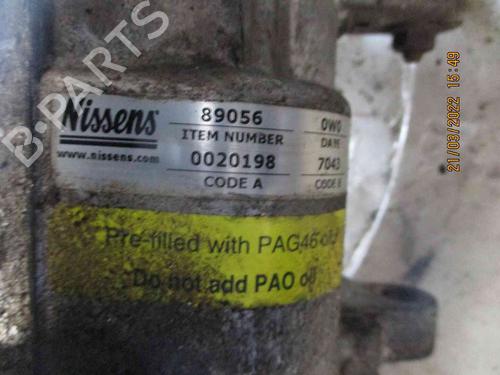 B-PARTS
Nissens
www.nissens.com
89056
ITEM NUMBER
0020198
CODE A
0W0
DATE
7043
CODE B
Pre-filled with PAG46 oil
Do not add PAO oil
21/03/2022 15:49